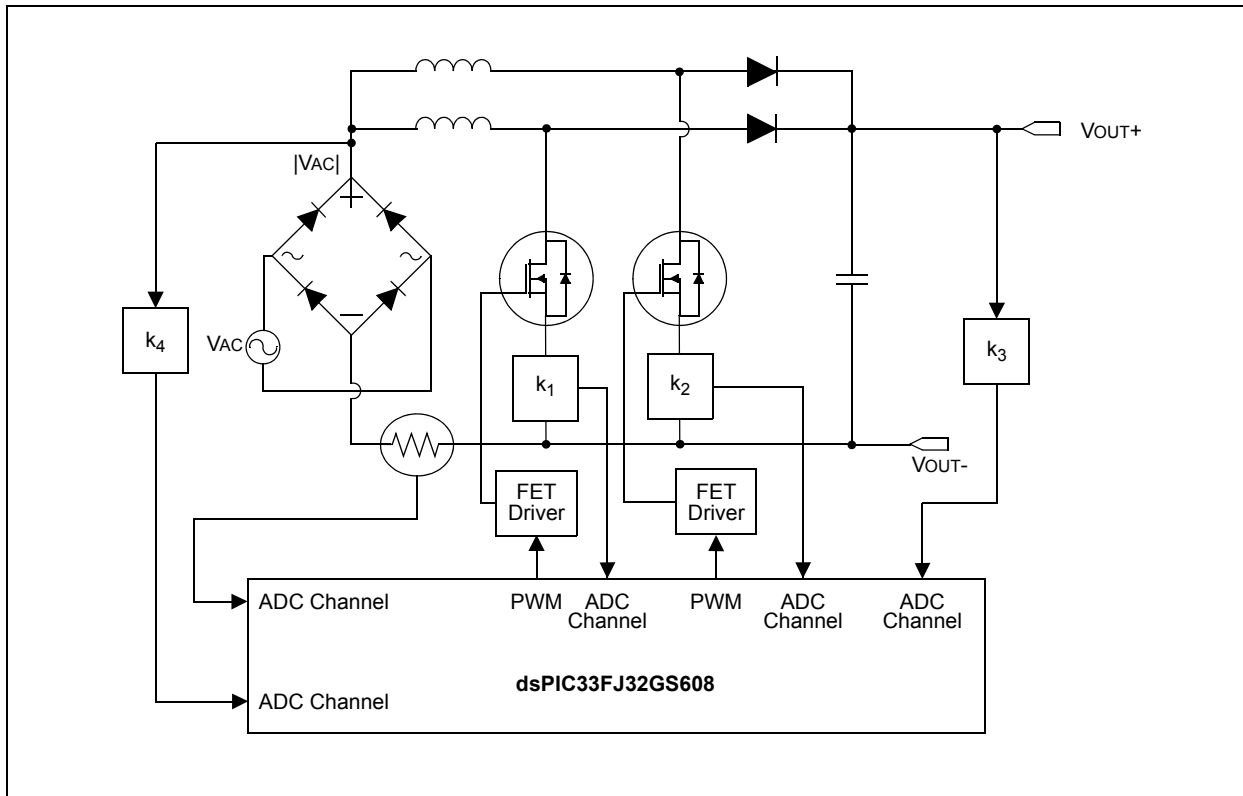 VOUT+
|VAC|
k4
VAC
k3
k1
k2
VOUT-
FET
Driver
FET
Driver
ADC Channel
PWM
ADC
Channel
PWM
ADC
Channel
ADC
Channel
dsPIC33FJ32GS608
ADC Channel